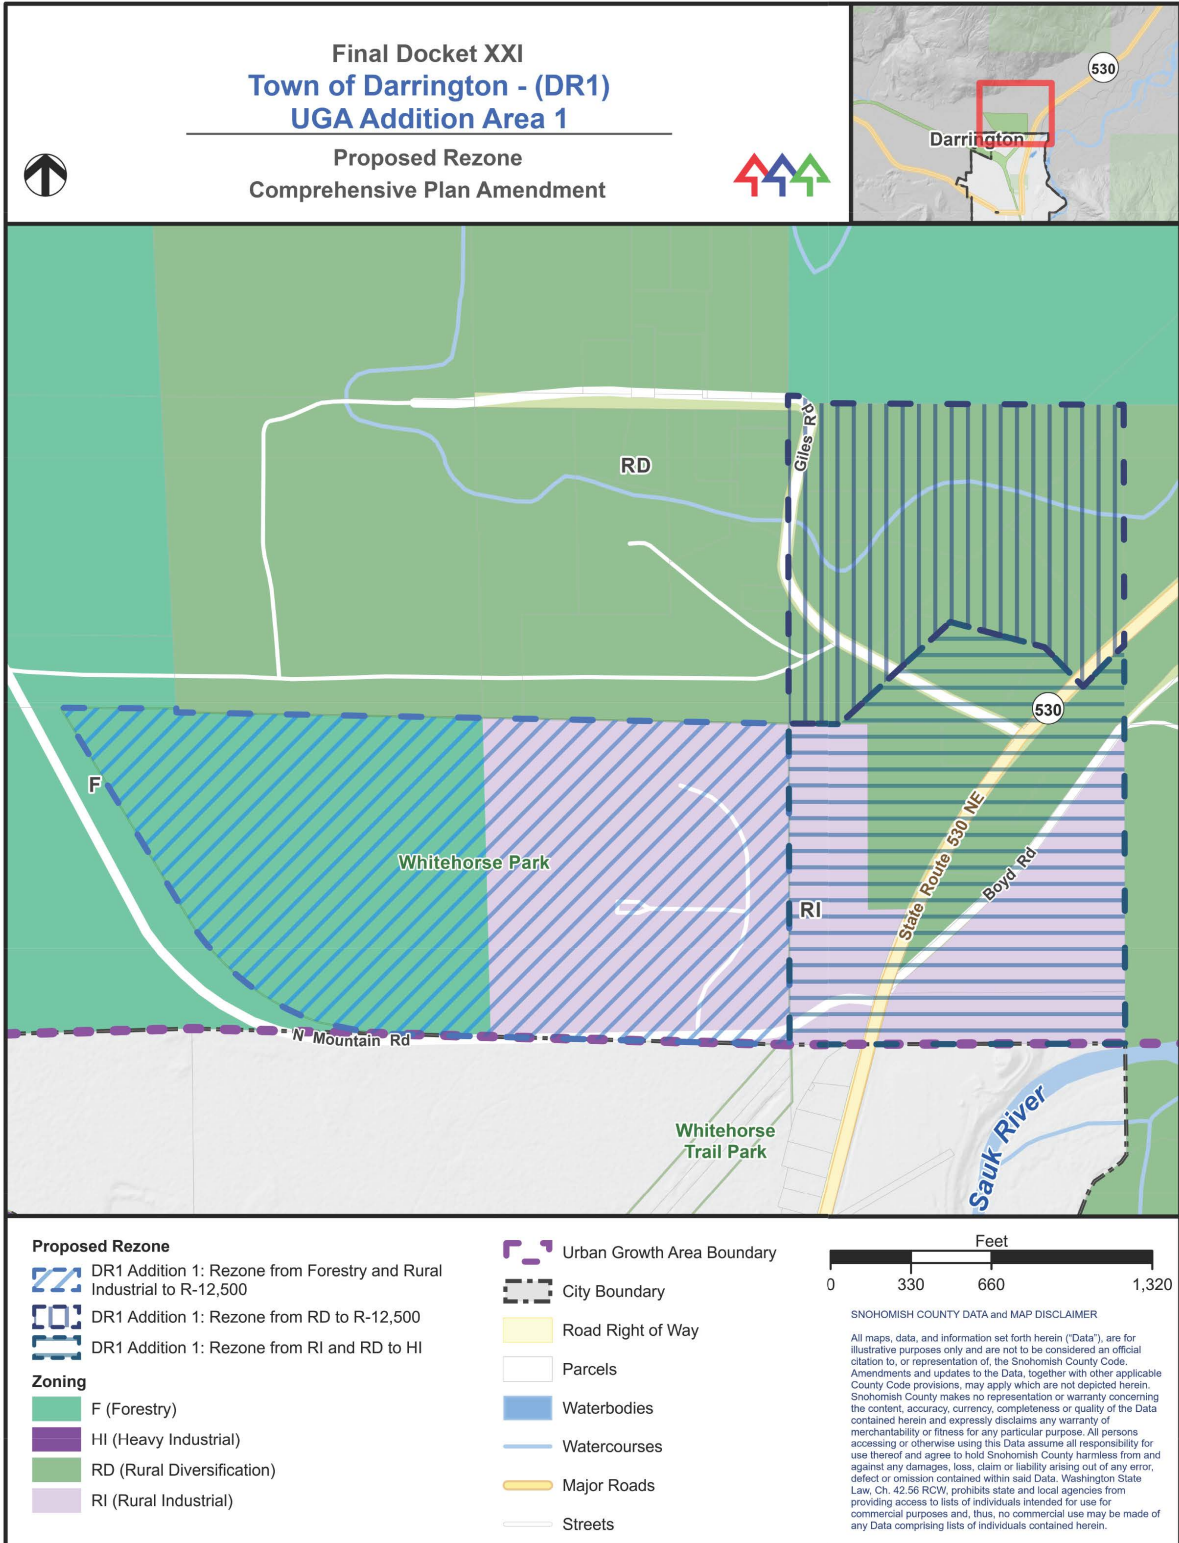 Final Docket XXI
Town of Darrington - (DR1)
UGA Addition Area 1
Proposed Rezone
Comprehensive Plan Amendment
530
Darrington
Giles Rd
RD
530
F
Whitehorse Park
RI
State Route 530 NE
Boyd Rd
N Mountain Rd
Whitehorse
Trail Park
Sauk River
Proposed Rezone
DR1 Addition 1: Rezone from Forestry and Rural
Industrial to R-12,500
DR1 Addition 1: Rezone from RD to R-12,500
DR1 Addition 1: Rezone from RI and RD to HI
Zoning
F (Forestry)
HI (Heavy Industrial)
RD (Rural Diversification)
RI (Rural Industrial)
Urban Growth Area Boundary
City Boundary
Road Right of Way
Parcels
Waterbodies
Watercourses
Major Roads
Streets
Feet
0 330 660 1,320
SNOHOMISH COUNTY DATA and MAP DISCLAIMER
All maps, data, and information set forth herein (“Data”), are for
illustrative purposes only and are not to be considered an official
citation to, or representation of, the Snohomish County Code.
Amendments and updates to the Data, together with other applicable
County Code provisions, may apply which are not depicted herein.
Snohomish County makes no representation or warranty concerning
the content, accuracy, currency, completeness or quality of the Data
contained herein and expressly disclaims any warranty of
merchantability or fitness for any particular purpose. All persons
accessing or otherwise using this Data assume all responsibility for
use thereof and agree to hold Snohomish County harmless from and
against any damages, loss, claim or liability arising out of any error,
defect or omission contained within said Data. Washington State
Law, Ch. 42.56 RCW, prohibits state and local agencies from
providing access to lists of individuals intended for use for
commercial purposes and, thus, no commercial use may be made of
any Data comprising lists of individuals contained herein.